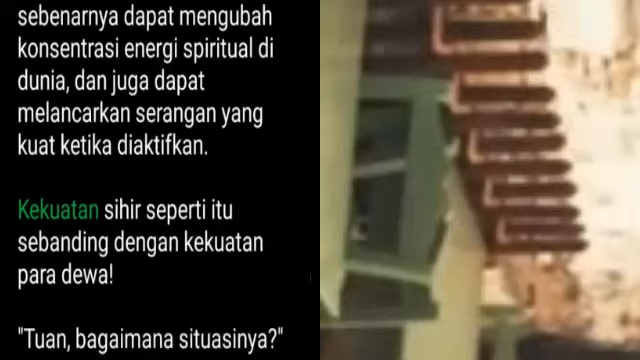 sebenarnya dapat mengubah
konsentrasi energi spiritual di
dunia, dan juga dapat
melancarkan serangan yang
kuat ketika diaktifkan.
Kekuatan sihir seperti itu
sebanding dengan kekuatan
para dewa!
"Tuan, bagaimana situasinya?"